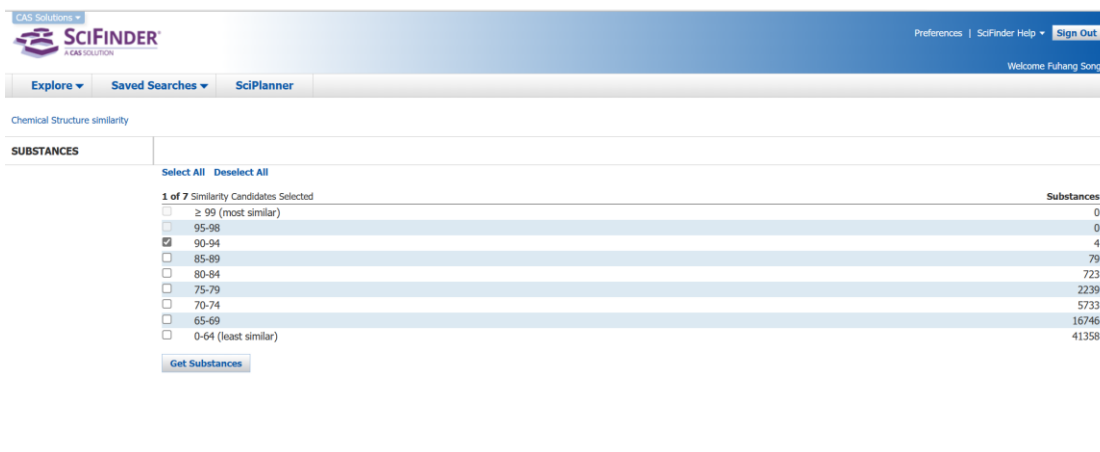 CAS Solutions
SCIFINDER®
A CAS SOLUTION
Preferences | SciFinder Help Sign Out
Welcome Fuhang Song
Explore Saved Searches SciPlanner
Chemical Structure similarity
SUBSTANCES
Select All Deselect All
1 of 7 Similarity Candidates Selected Substances
≥ 99 (most similar) 0
95-98 0
90-94 4
85-89 79
80-84 723
75-79 2239
70-74 5733
65-69 16746
0-64 (least similar) 41358
Get Substances